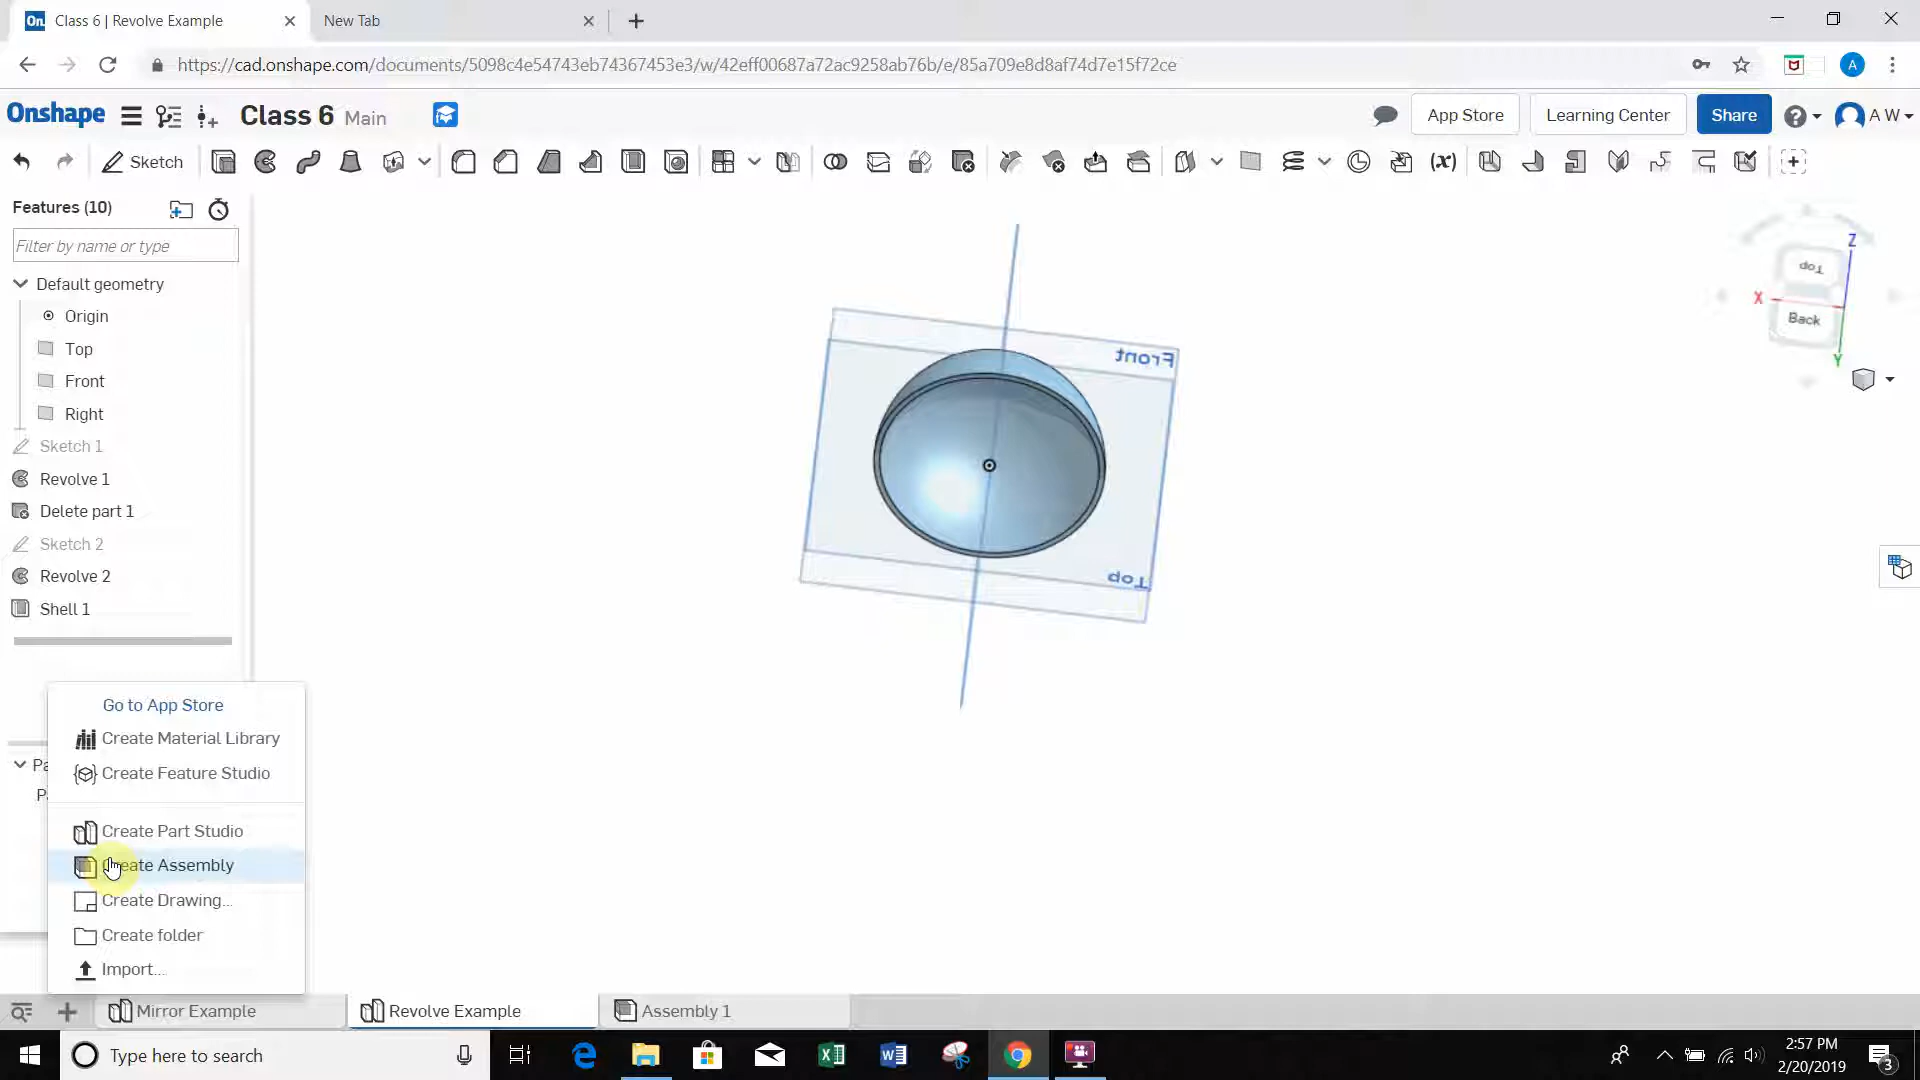 Class 6 | Revolve Example
New Tab
https://cad.onshape.com/documents/5098c4e54743eb74367453e3/w/42eff00687a72ac9258ab76b/e/85a709e8d8af74d7e15f72ce
A
Onshape
Class 6 Main
App Store
Learning Center
Share
A W
Sketch
(x)
Features (10)
Filter by name or type
Default geometry
Origin
Top
Front
Right
Sketch 1
Revolve 1
Delete part 1
Sketch 2
Revolve 2
Shell 1
Front
Top
Z
Top
X
Back
Y
Go to App Store
Create Material Library
Create Feature Studio
Create Part Studio
Create Assembly
Create Drawing...
Create folder
Import...
Mirror Example
Revolve Example
Assembly 1
Type here to search
2:57 PM
2/20/2019
3